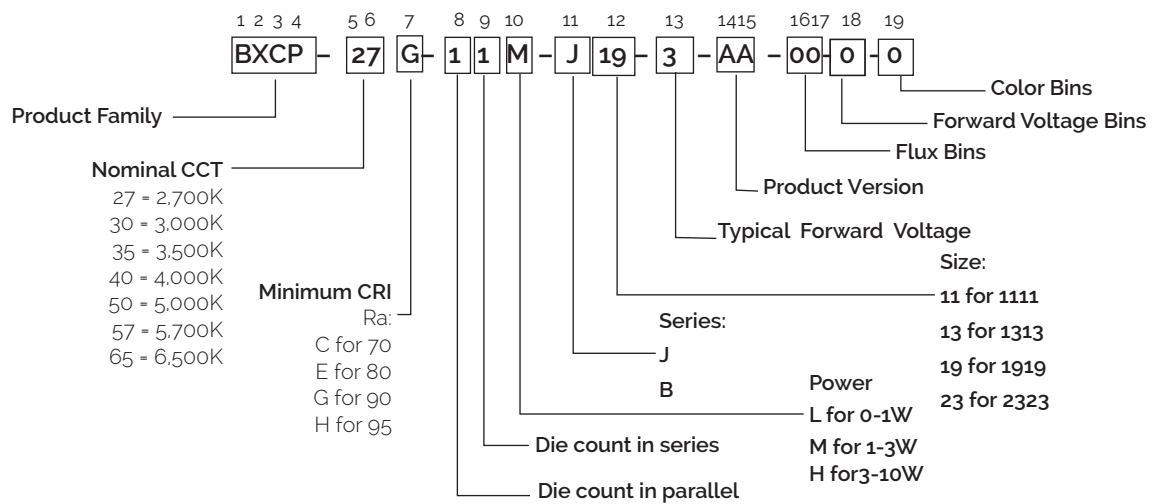 1 2 3 4 5 6 7 8 9 10 11 12 13 1415 1617 18 19
BXCP - 27 G - 1 1 M - J 19 - 3 - AA - 00 - 0 - 0
Color Bins
Product Family
Forward Voltage Bins
Flux Bins
Nominal CCT
27 = 2,700K
30 = 3,000K
35 = 3,500K
40 = 4,000K
50 = 5,000K
57 = 5,700K
65 = 6,500K
Product Version
Typical Forward Voltage
Minimum CRI
Ra:
C for 70
E for 80
G for 90
H for 95
Size:
11 for 1111
13 for 1313
19 for 1919
23 for 2323
Series:
J
B
Power
L for 0-1W
M for 1-3W
H for3-10W
Die count in series
Die count in parallel